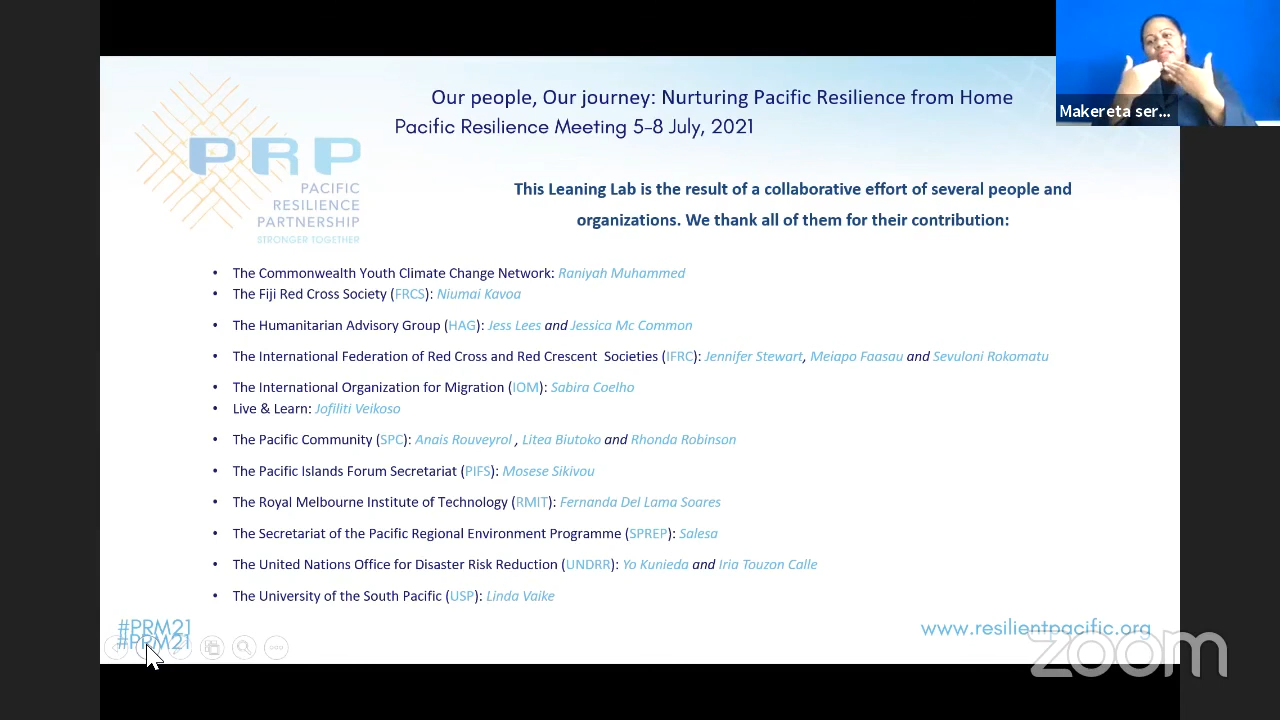 Our people, Our journey: Nurturing Pacific Resilience from Home
Pacific Resilience Meeting 5-8 July, 2021
Makereta ser...
PRP
PACIFIC
RESILIENCE
PARTNERSHIP
STRONGER TOGETHER
This Leaning Lab is the result of a collaborative effort of several people and
organizations. We thank all of them for their contribution:
• The Commonwealth Youth Climate Change Network: Raniyah Muhammed
• The Fiji Red Cross Society (FRCS): Niumai Kavoa
• The Humanitarian Advisory Group (HAG): Jess Lees and Jessica Mc Common
• The International Federation of Red Cross and Red Crescent Societies (IFRC): Jennifer Stewart, Meiapo Faasau and Sevuloni Rokomatu
• The International Organization for Migration (IOM): Sabira Coelho
• Live & Learn: Jofiliti Veikoso
• The Pacific Community (SPC): Anais Rouveyrol , Litea Biutoko and Rhonda Robinson
• The Pacific Islands Forum Secretariat (PIFS): Mosese Sikivou
• The Royal Melbourne Institute of Technology (RMIT): Fernanda Del Lama Soares
• The Secretariat of the Pacific Regional Environment Programme (SPREP): Salesa
• The United Nations Office for Disaster Risk Reduction (UNDRR): Yo Kunieda and Iria Touzon Calle
• The University of the South Pacific (USP): Linda Vaike
#PRM21
#PRM21
www.resilientpacific.org
zoom